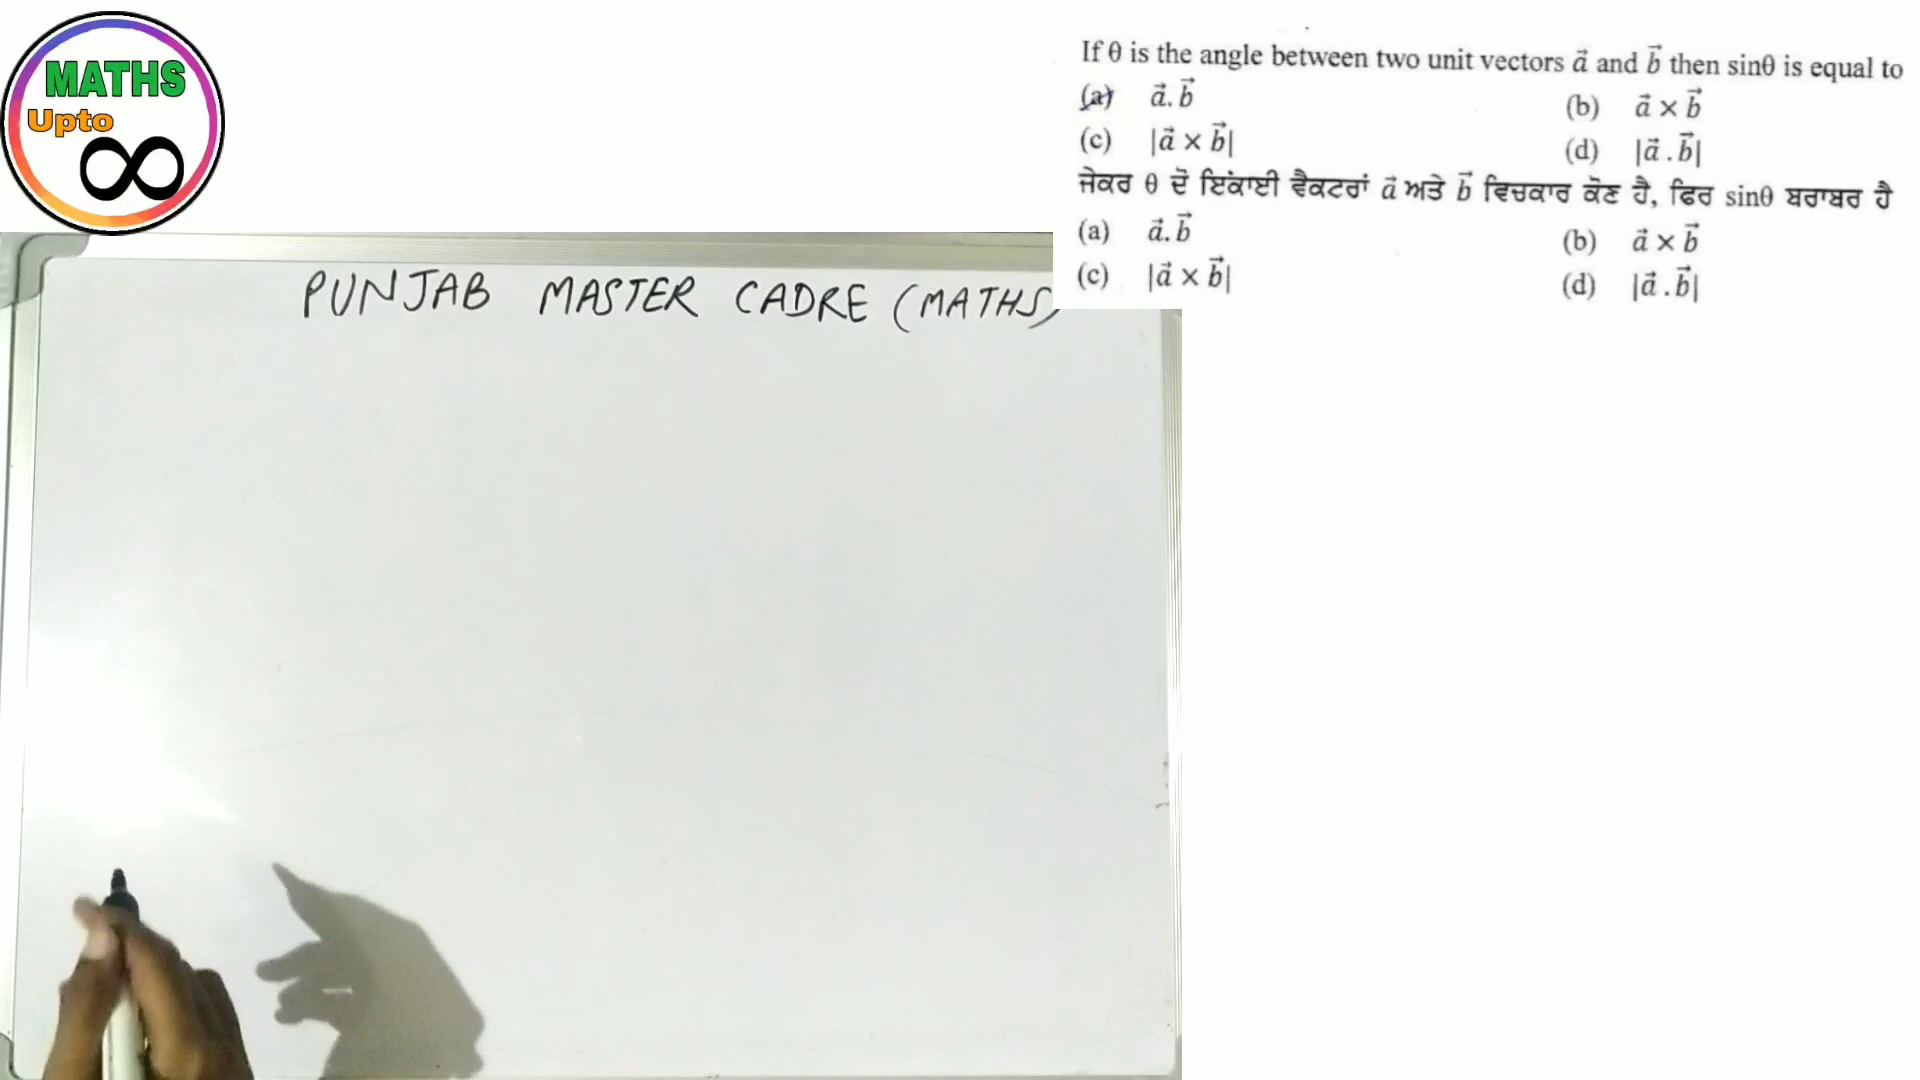 MATHS
Upto
∞
If θ is the angle between two unit vectors a⃗ and b⃗ then sinθ is equal to
(a) a⃗.b⃗ (b) a⃗ × b⃗
(c) |a⃗ × b⃗| (d) |a⃗.b⃗|
ਜੇਕਰ θ ਦੋ ਇਕਾਈ ਵੈਕਟਰਾਂ a⃗ ਅਤੇ b⃗ ਵਿਚਕਾਰ ਕੋਣ ਹੈ, ਫਿਰ sinθ ਬਰਾਬਰ ਹੈ
(a) a⃗.b⃗ (b) a⃗ × b⃗
(c) |a⃗ × b⃗| (d) |a⃗.b⃗|
PUNJAB MASTER CADRE (MATHS)